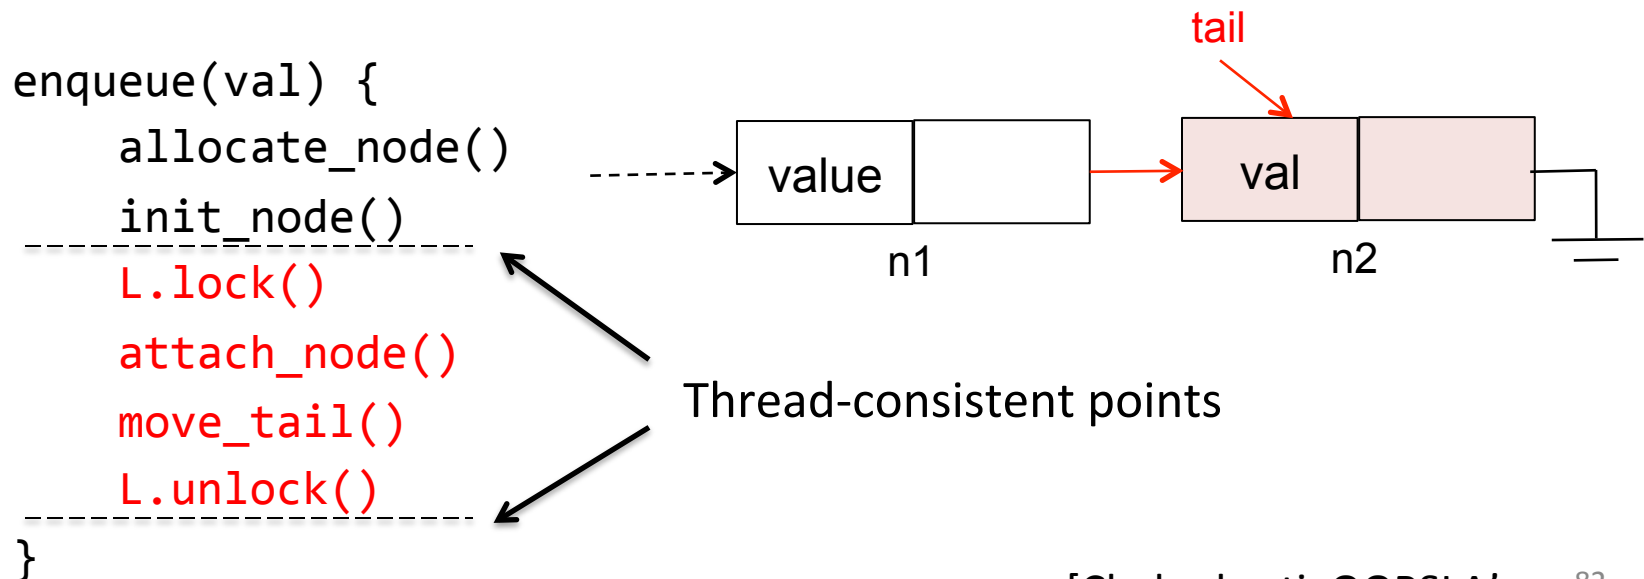 tail
enqueue(val) {
allocate_node()
value
val
init_node()
n1
n2
L.lock()
attach_node()
Thread-consistent points
move_tail()
L.unlock()
}